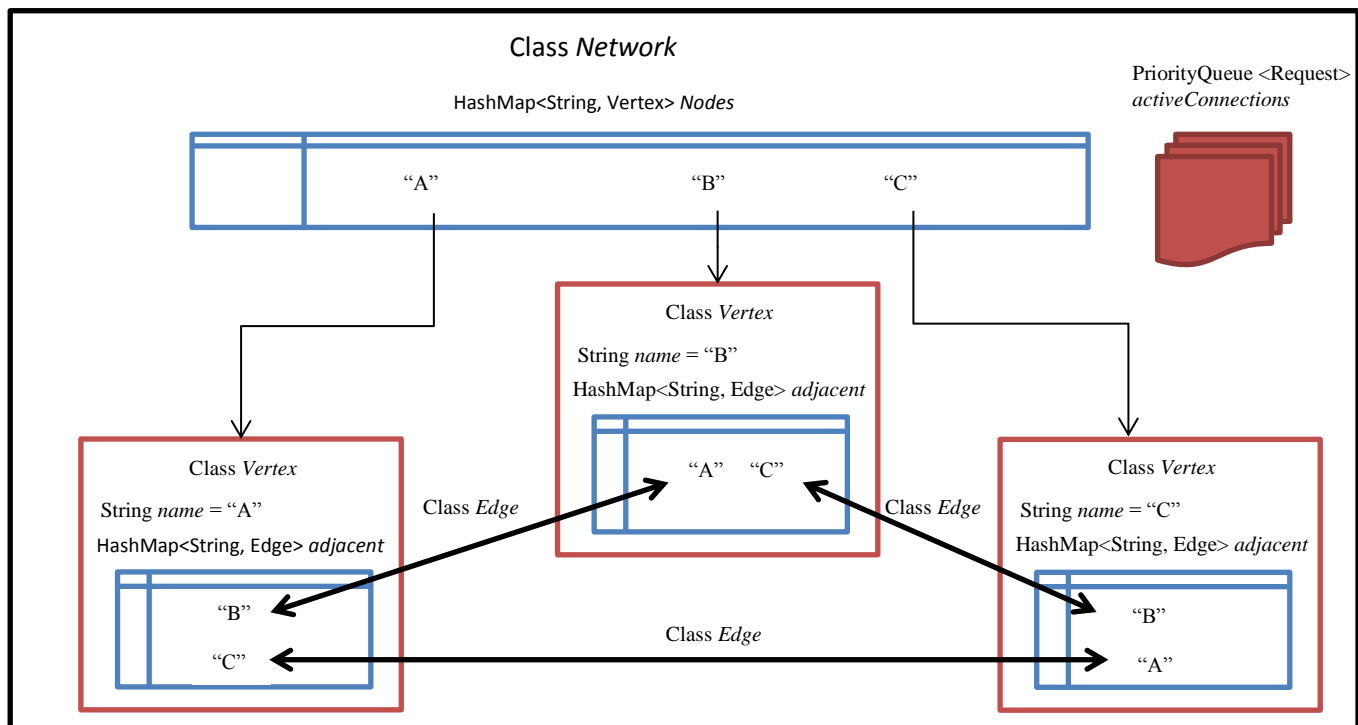 Class Network
HashMap<String, Vertex> Nodes
PriorityQueue <Request>
activeConnections
“A” “B” “C”
Class Vertex
String name = “B”
HashMap<String, Edge> adjacent
“A” “C”
Class Vertex
String name = “A”
HashMap<String, Edge> adjacent
“B”
“C”
Class Edge
Class Edge
Class Edge
Class Vertex
String name = “C”
HashMap<String, Edge> adjacent
“B”
“A”